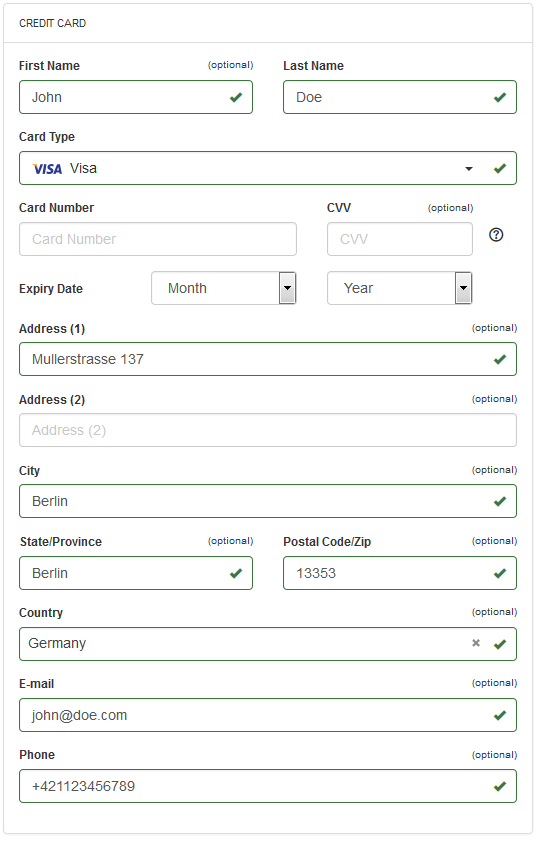 CREDIT CARD
First Name (optional) Last Name
John Doe
Card Type
VISA Visa
Card Number CVV (optional)
Card Number CVV ?
Expiry Date Month Year
Address (1) (optional)
Mullerstrasse 137
Address (2) (optional)
Address (2)
City (optional)
Berlin
State/Province (optional) Postal Code/Zip (optional)
Berlin 13353
Country (optional)
Germany
E-mail (optional)
john@doe.com
Phone (optional)
+421123456789